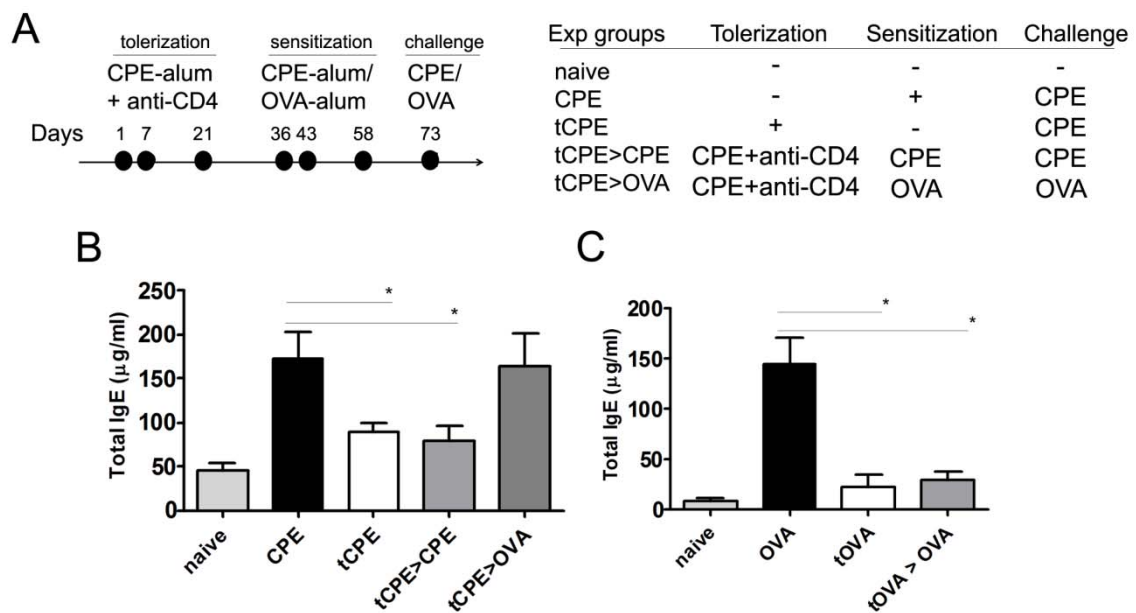 A
tolerization sensitization challenge
CPE-alum CPE-alum/ CPE/
+ anti-CD4 OVA-alum OVA
Days 1 7 21 36 43 58 73
Exp groups Tolerization Sensitization Challenge
naive - - -
CPE - + CPE
tCPE + - CPE
tCPE>CPE CPE+anti-CD4 CPE CPE
tCPE>OVA CPE+anti-CD4 OVA OVA
B
Total IgE (μg/ml)
250
200
150
100
50
0
* 
*
naive CPE tCPE tCPE>CPE tCPE>OVA
C
Total IgE (μg/ml)
200
150
100
50
0
*
*
naive OVA tOVA tOVA > OVA